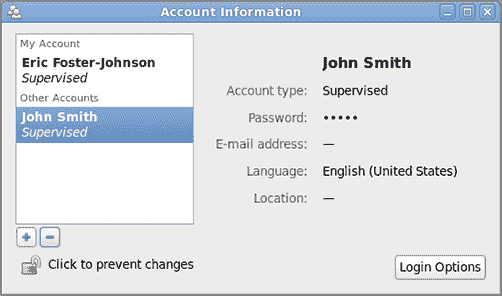 Account Information
My Account
Eric Foster-Johnson
Supervised
Other Accounts
John Smith
Supervised
John Smith
Account type: Supervised
Password: •••••
E-mail address: —
Language: English (United States)
Location: —
Click to prevent changes
Login Options